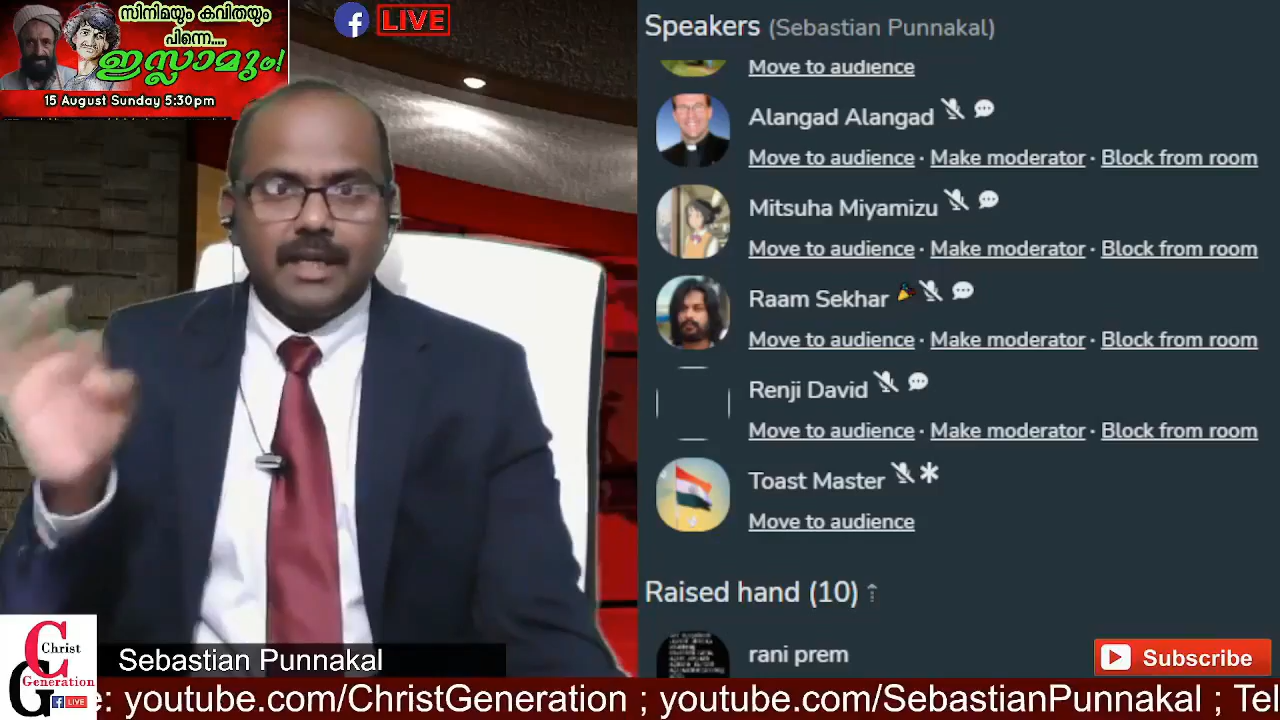 സിനിമയും കവിതയും
പിന്നെ....
ഇസ്ലാമും!
15 August Sunday 5:30pm
f LIVE
Speakers (Sebastian Punnakal)
Move to audience
Alangad Alangad
Move to audience · Make moderator · Block from room
Mitsuha Miyamizu
Move to audience · Make moderator · Block from room
Raam Sekhar
Move to audience · Make moderator · Block from room
Renji David
Move to audience · Make moderator · Block from room
Toast Master
Move to audience
Raised hand (10)
rani prem
Subscribe
Christ
Generation
f LIVE
Sebastian Punnakal
e: youtube.com/ChristGeneration ; youtube.com/SebastianPunnakal ; Tel